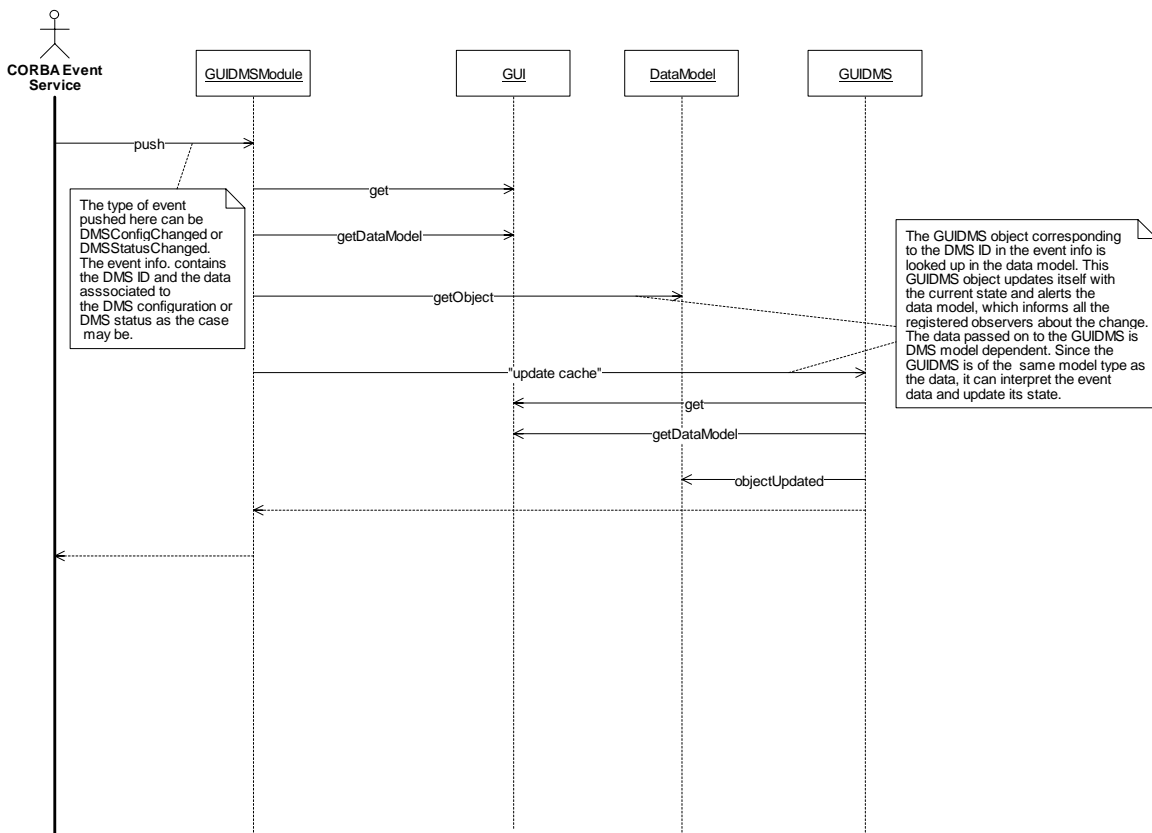 CORBA Event
Service
GUIDMSModule
GUI
DataModel
GUIDMS
push
get
getDataModel
getObject
The type of event
pushed here can be
DMSConfigChanged or
DMSStatusChanged.
The event info. contains
the DMS ID and the data
asssociated to
the DMS configuration or
DMS status as the case
may be.
The GUIDMS object corresponding
to the DMS ID in the event info is
looked up in the data model. This
GUIDMS object updates itself with
the current state and alerts the
data model, which informs all the
registered observers about the change.
The data passed on to the GUIDMS is
DMS model dependent. Since the
GUIDMS is of the same model type as
the data, it can interpret the event
data and update its state.
"update cache"
get
getDataModel
objectUpdated